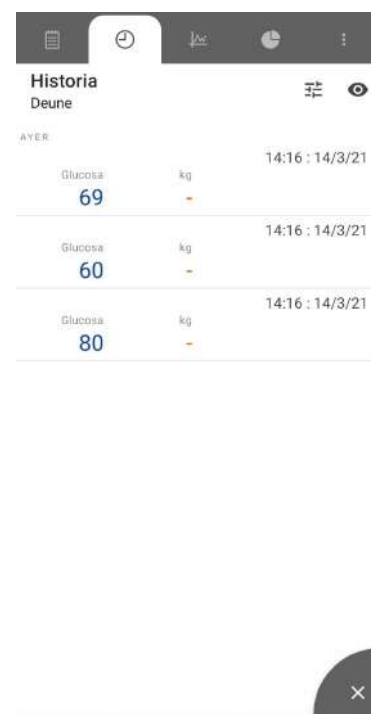 Historia
Deune
AYER
14:16 : 14/3/21
Glucosa kg
69 -
14:16 : 14/3/21
Glucosa kg
60 -
14:16 : 14/3/21
Glucosa kg
80 -